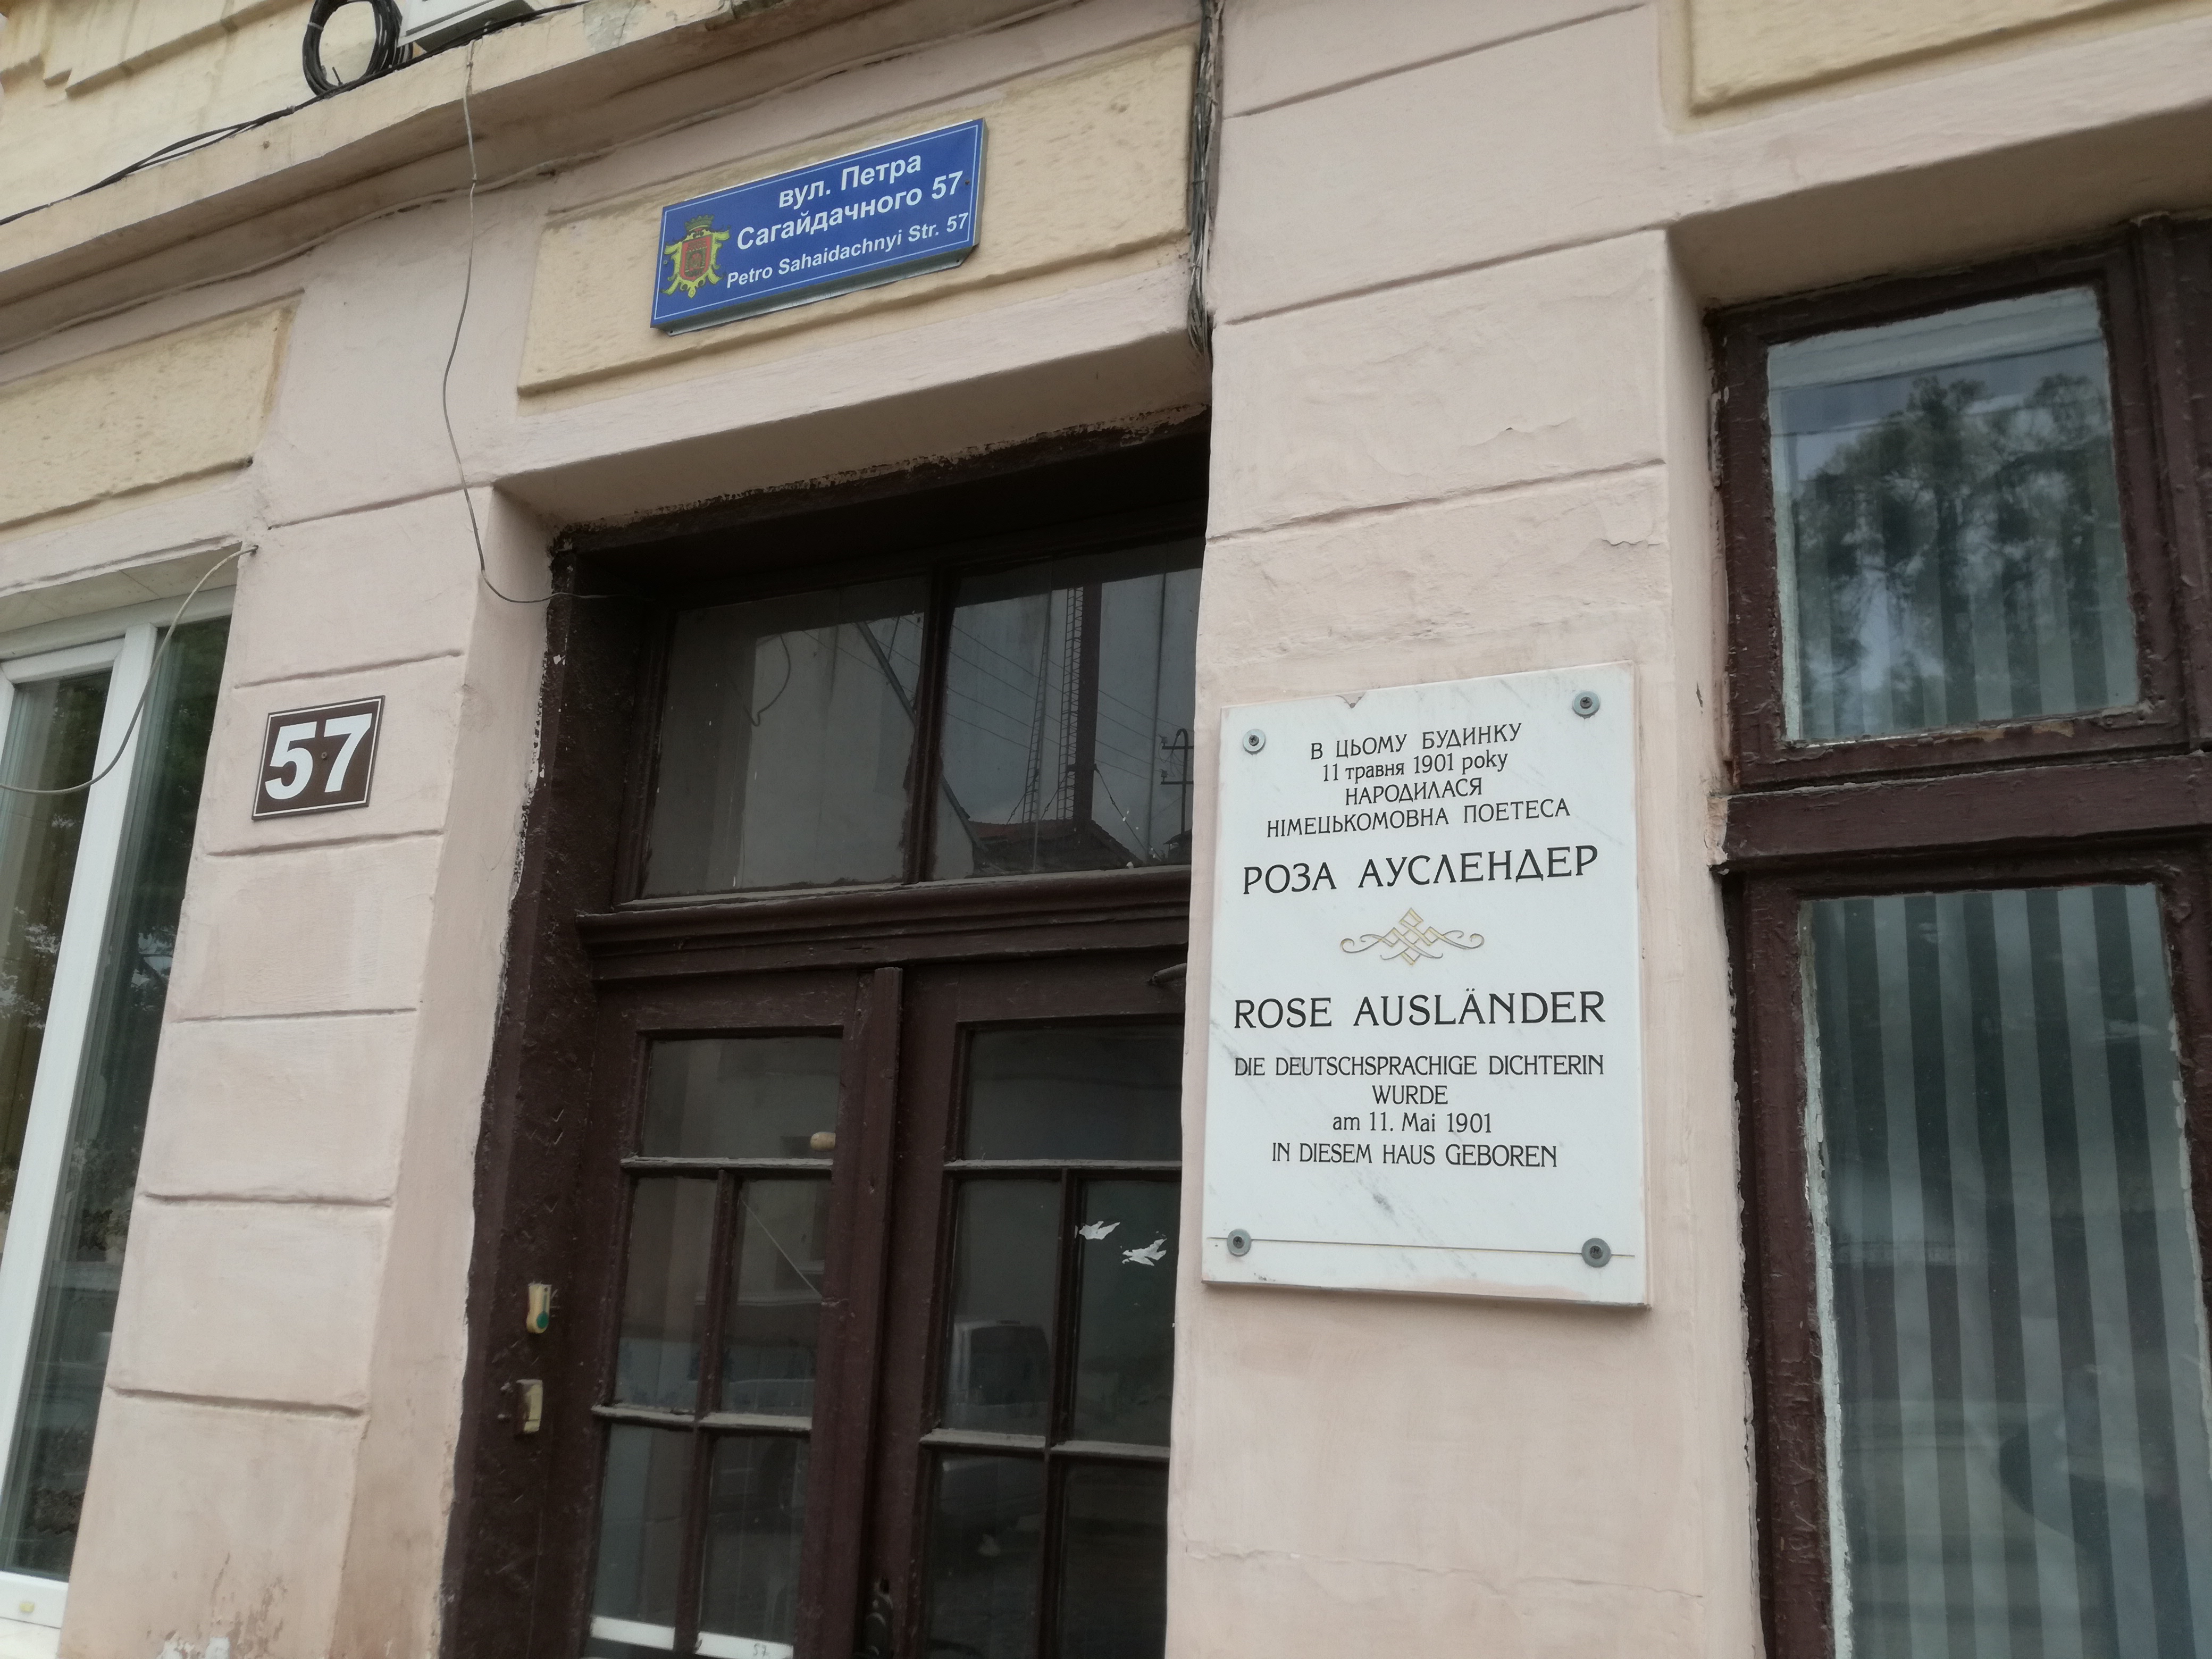 вул. Петра
Сагайдачного 57
Petro Sahaidachnyi Str. 57
57
В ЦЬОМУ БУДИНКУ
11 травня 1901 року
НАРОДИЛАСЯ
НІМЕЦЬКОМОВНА ПОЕТЕСА
РОЗА АУСЛЕНДЕР
ROSE AUSLÄNDER
DIE DEUTSCHSPRACHIGE DICHTERIN
WURDE
am 11. Mai 1901
IN DIESEM HAUS GEBOREN
57